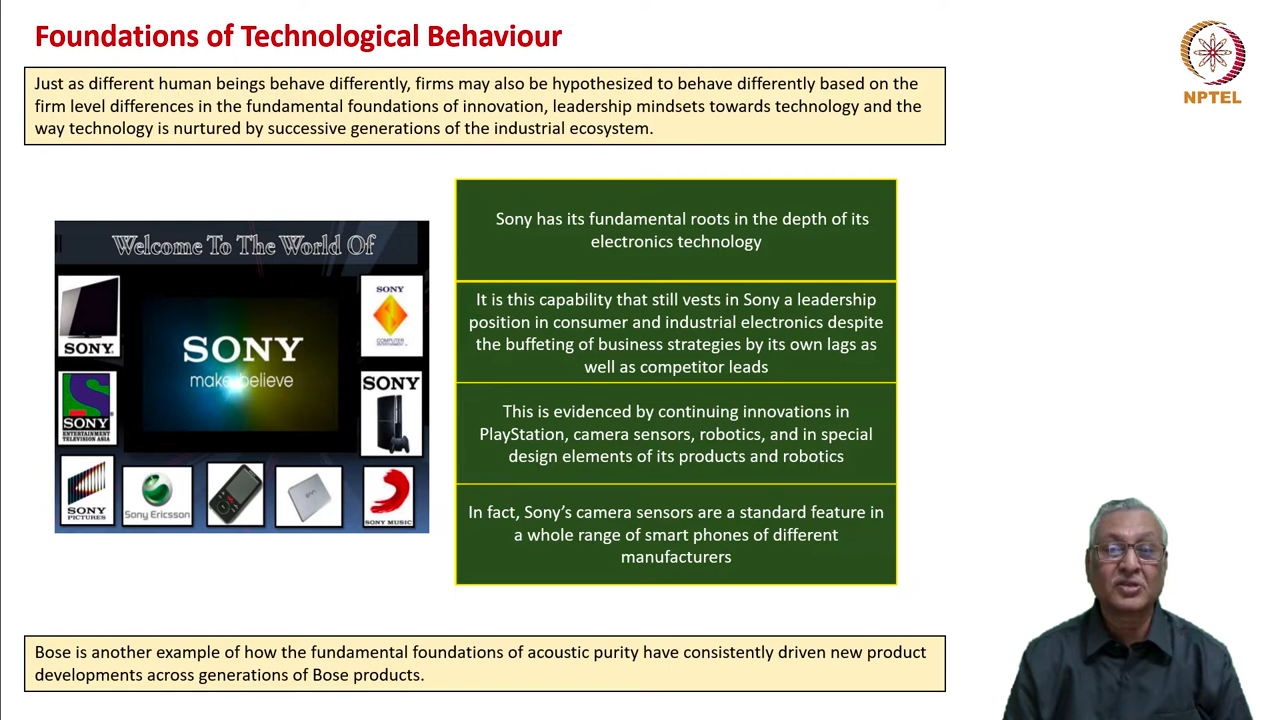 Foundations of Technological Behaviour
NPTEL
Just as different human beings behave differently, firms may also be hypothesized to behave differently based on the
firm level differences in the fundamental foundations of innovation, leadership mindsets towards technology and the
way technology is nurtured by successive generations of the industrial ecosystem.
Welcome To The World Of
SONY
make.believe
SONY
SONY
COMPUTER
ENTERTAINMENT
SONY
ENTERTAINMENT
TELEVISION ASIA
SONY
SONY
PICTURES
Sony Ericsson
SONY MUSIC
Sony has its fundamental roots in the depth of its
electronics technology
It is this capability that still vests in Sony a leadership
position in consumer and industrial electronics despite
the buffeting of business strategies by its own lags as
well as competitor leads
This is evidenced by continuing innovations in
PlayStation, camera sensors, robotics, and in special
design elements of its products and robotics
In fact, Sony's camera sensors are a standard feature in
a whole range of smart phones of different
manufacturers
Bose is another example of how the fundamental foundations of acoustic purity have consistently driven new product
developments across generations of Bose products.